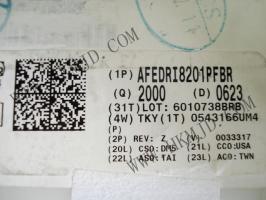 (1P) AFEDRI8201PFBR
(Q) 2000 (D) 0623
(31T)LOT: 6010738BRB
(4W) TKY(1T) 0543166UM4
(P)
(2P) REV: Z (V) 0033317
(20L) CSO:DM5 (21L) CCO:USA
(22L) ASO:TAI (23L) ACO:TWN